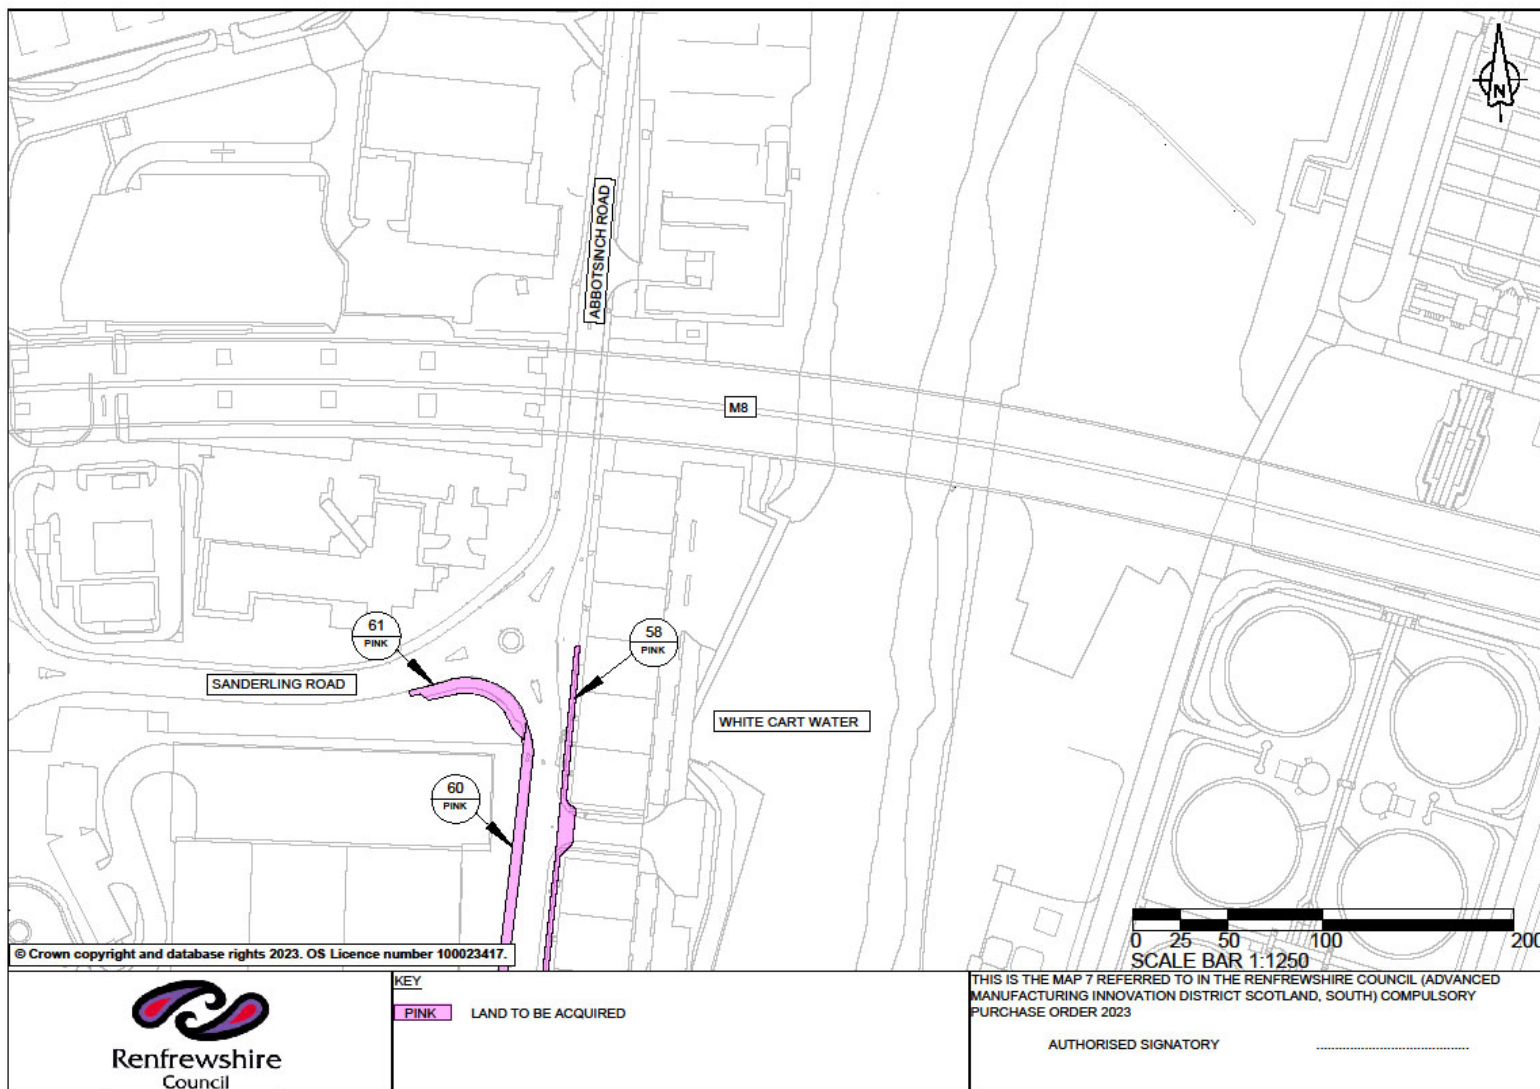 N
ABBOTSINCH ROAD
M8
61
PINK
58
PINK
SANDERLING ROAD
WHITE CART WATER
60
PINK
0 25 50 100 200
SCALE BAR 1:1250
© Crown copyright and database rights 2023. OS Licence number 100023417.
Renfrewshire
Council
KEY
PINK LAND TO BE ACQUIRED
THIS IS THE MAP 7 REFERRED TO IN THE RENFREWSHIRE COUNCIL (ADVANCED
MANUFACTURING INNOVATION DISTRICT SCOTLAND, SOUTH) COMPULSORY
PURCHASE ORDER 2023
AUTHORISED SIGNATORY ........................................